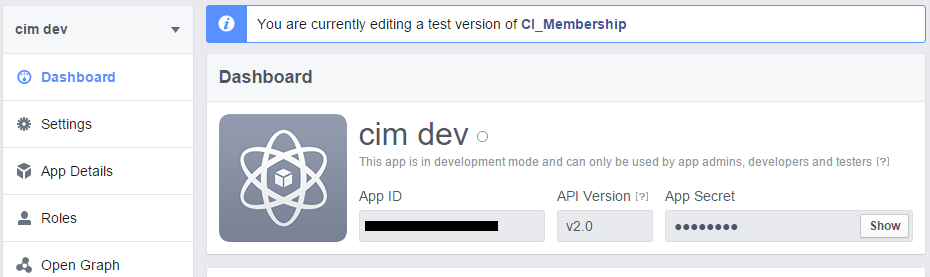 cim dev
Dashboard
Settings
App Details
Roles
Open Graph
You are currently editing a test version of CI_Membership
Dashboard
cim dev
This app is in development mode and can only be used by app admins, developers and testers [?]
App ID API Version [?] App Secret
v2.0 ●●●●●●●● Show